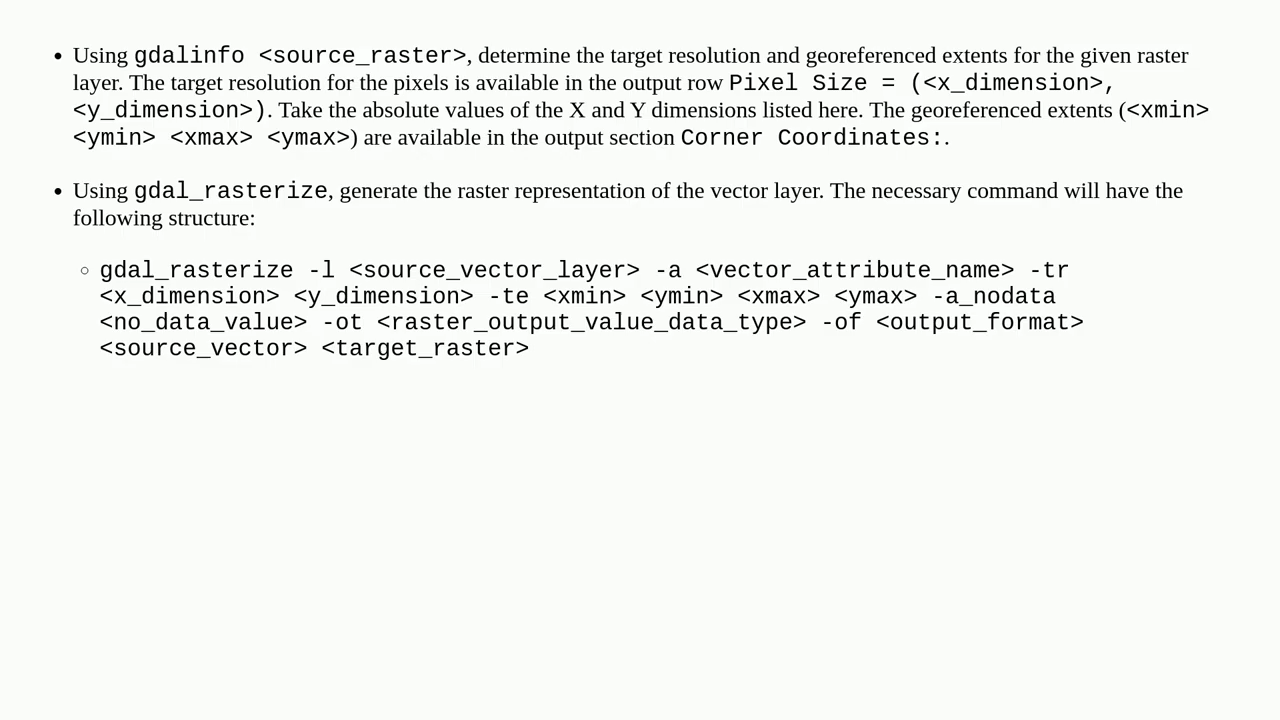 • Using gdalinfo <source_raster>, determine the target resolution and georeferenced extents for the given raster
layer. The target resolution for the pixels is available in the output row Pixel Size = (<x_dimension>,
<y_dimension>). Take the absolute values of the X and Y dimensions listed here. The georeferenced extents (<xmin>
<ymin> <xmax> <ymax>) are available in the output section Corner Coordinates:.
• Using gdal_rasterize, generate the raster representation of the vector layer. The necessary command will have the
following structure:
◦ gdal_rasterize -l <source_vector_layer> -a <vector_attribute_name> -tr
<x_dimension> <y_dimension> -te <xmin> <ymin> <xmax> <ymax> -a_nodata
<no_data_value> -ot <raster_output_value_data_type> -of <output_format>
<source_vector> <target_raster>